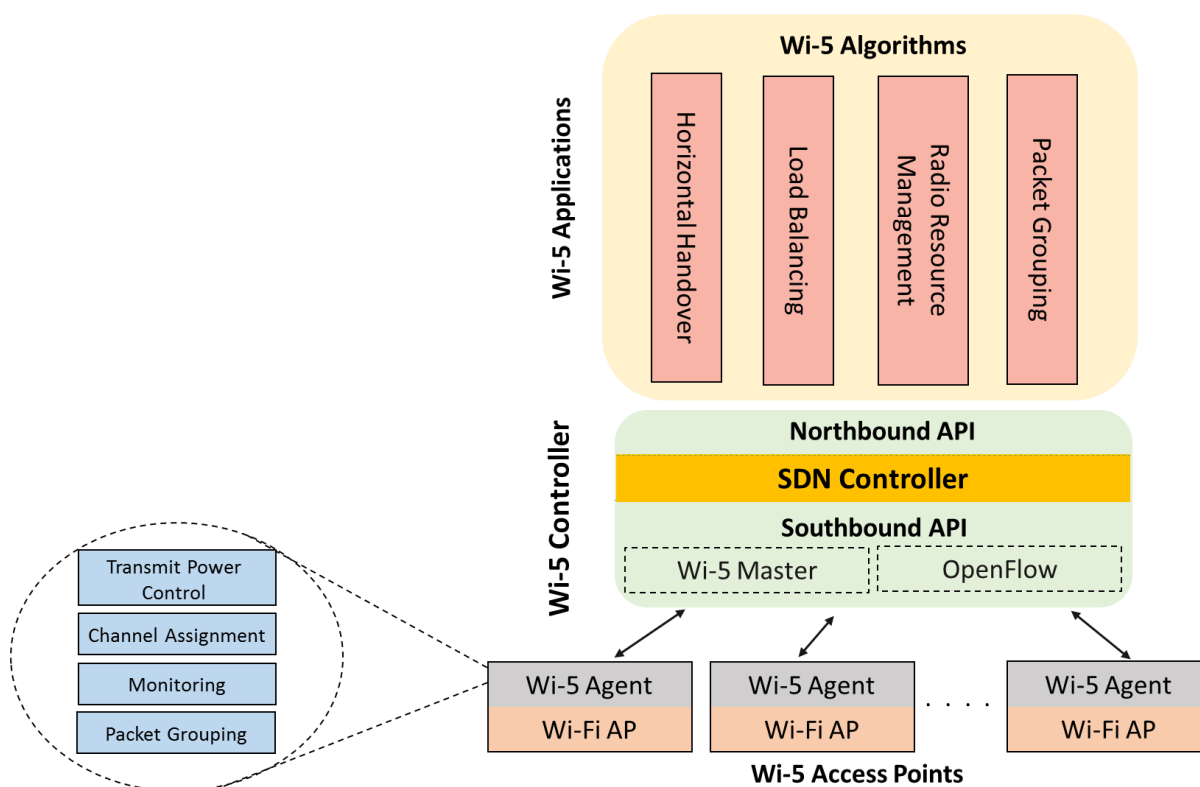 Wi-5 Algorithms
Wi-5 Applications
Horizontal Handover
Load Balancing
Radio Resource
Management
Packet Grouping
Wi-5 Controller
Northbound API
SDN Controller
Southbound API
Wi-5 Master
OpenFlow
Transmit Power
Control
Channel Assignment
Monitoring
Packet Grouping
Wi-5 Agent
Wi-Fi AP
Wi-5 Agent
Wi-Fi AP
. . . .
Wi-5 Agent
Wi-Fi AP
Wi-5 Access Points